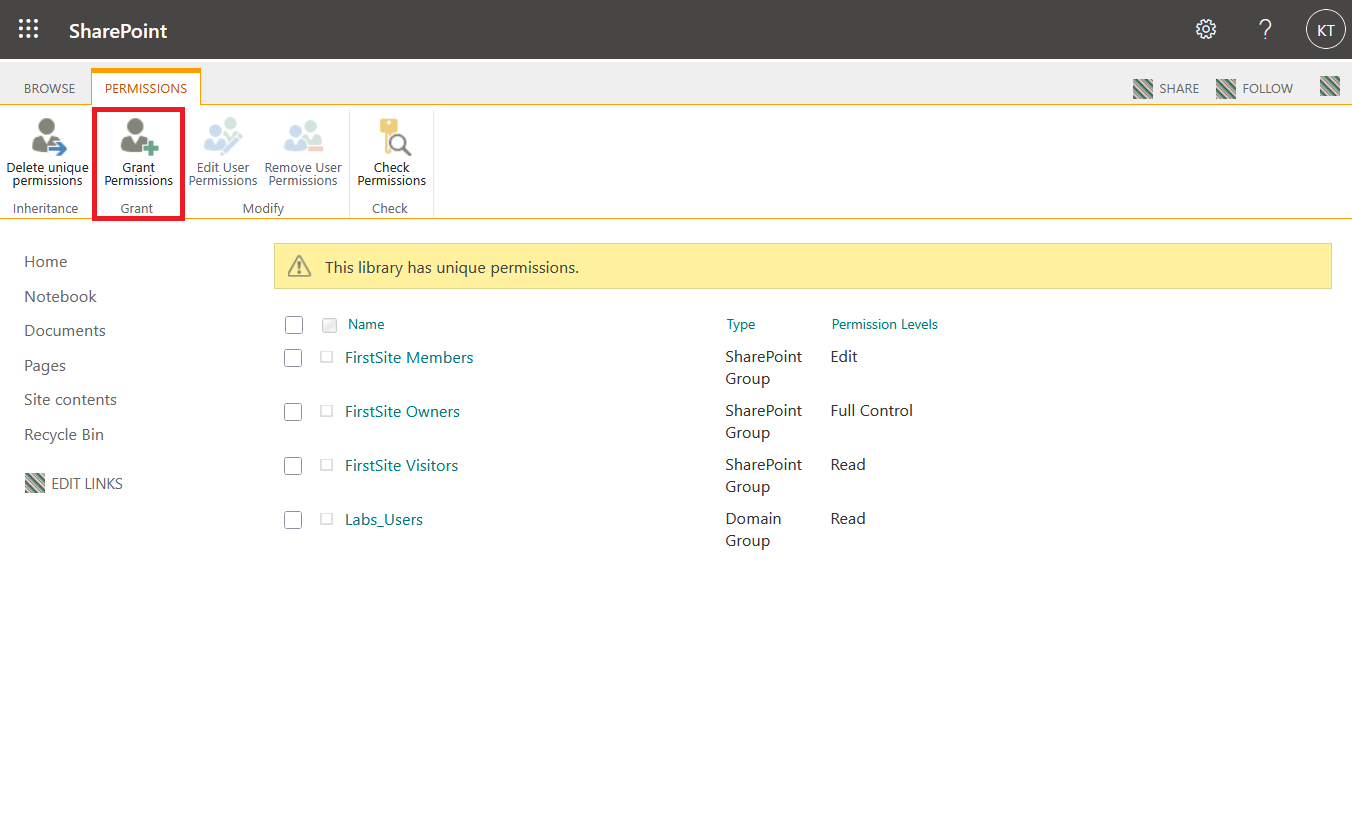 SharePoint
?
KT
BROWSE
PERMISSIONS
SHARE
FOLLOW
Delete unique
permissions
Inheritance
Grant
Permissions
Grant
Edit User
Permissions
Remove User
Permissions
Modify
Check
Permissions
Check
Home
Notebook
Documents
Pages
Site contents
Recycle Bin
EDIT LINKS
This library has unique permissions.
Name Type Permission Levels
FirstSite Members SharePoint Edit
Group
FirstSite Owners SharePoint Full Control
Group
FirstSite Visitors SharePoint Read
Group
Labs_Users Domain Read
Group